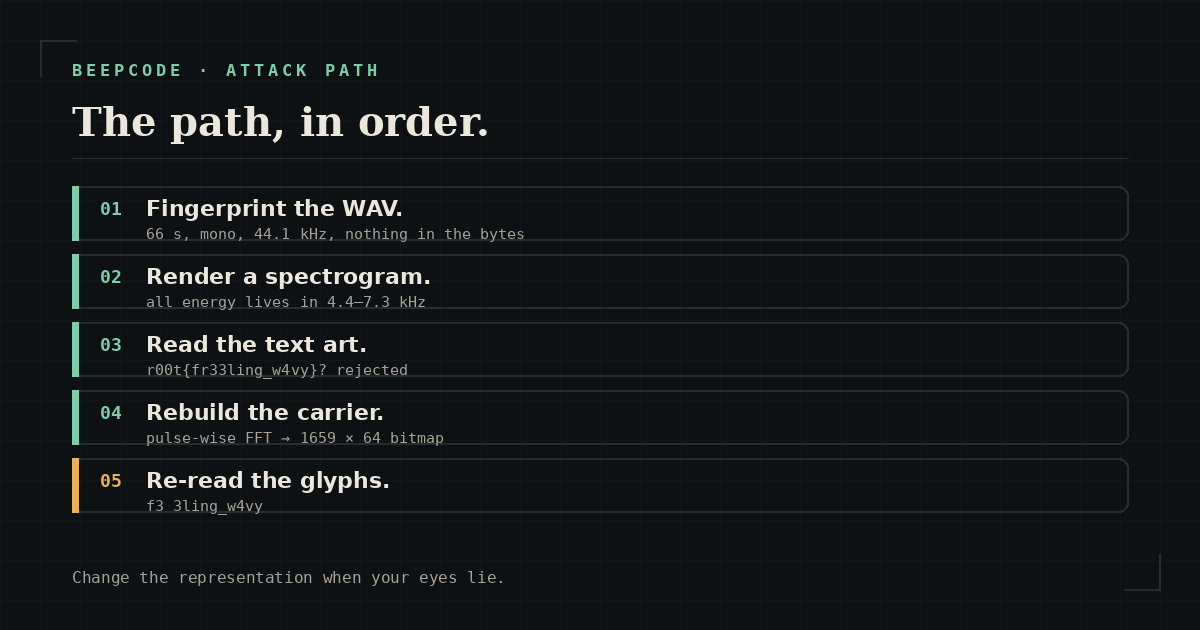 BEEPCODE · ATTACK PATH
The path, in order.
01 Fingerprint the WAV.
66 s, mono, 44.1 kHz, nothing in the bytes
02 Render a spectrogram.
all energy lives in 4.4–7.3 kHz
03 Read the text art.
r00t{fr33ling_w4vy}? rejected
04 Rebuild the carrier.
pulse-wise FFT → 1659 × 64 bitmap
05 Re-read the glyphs.
f3 3ling_w4vy
Change the representation when your eyes lie.